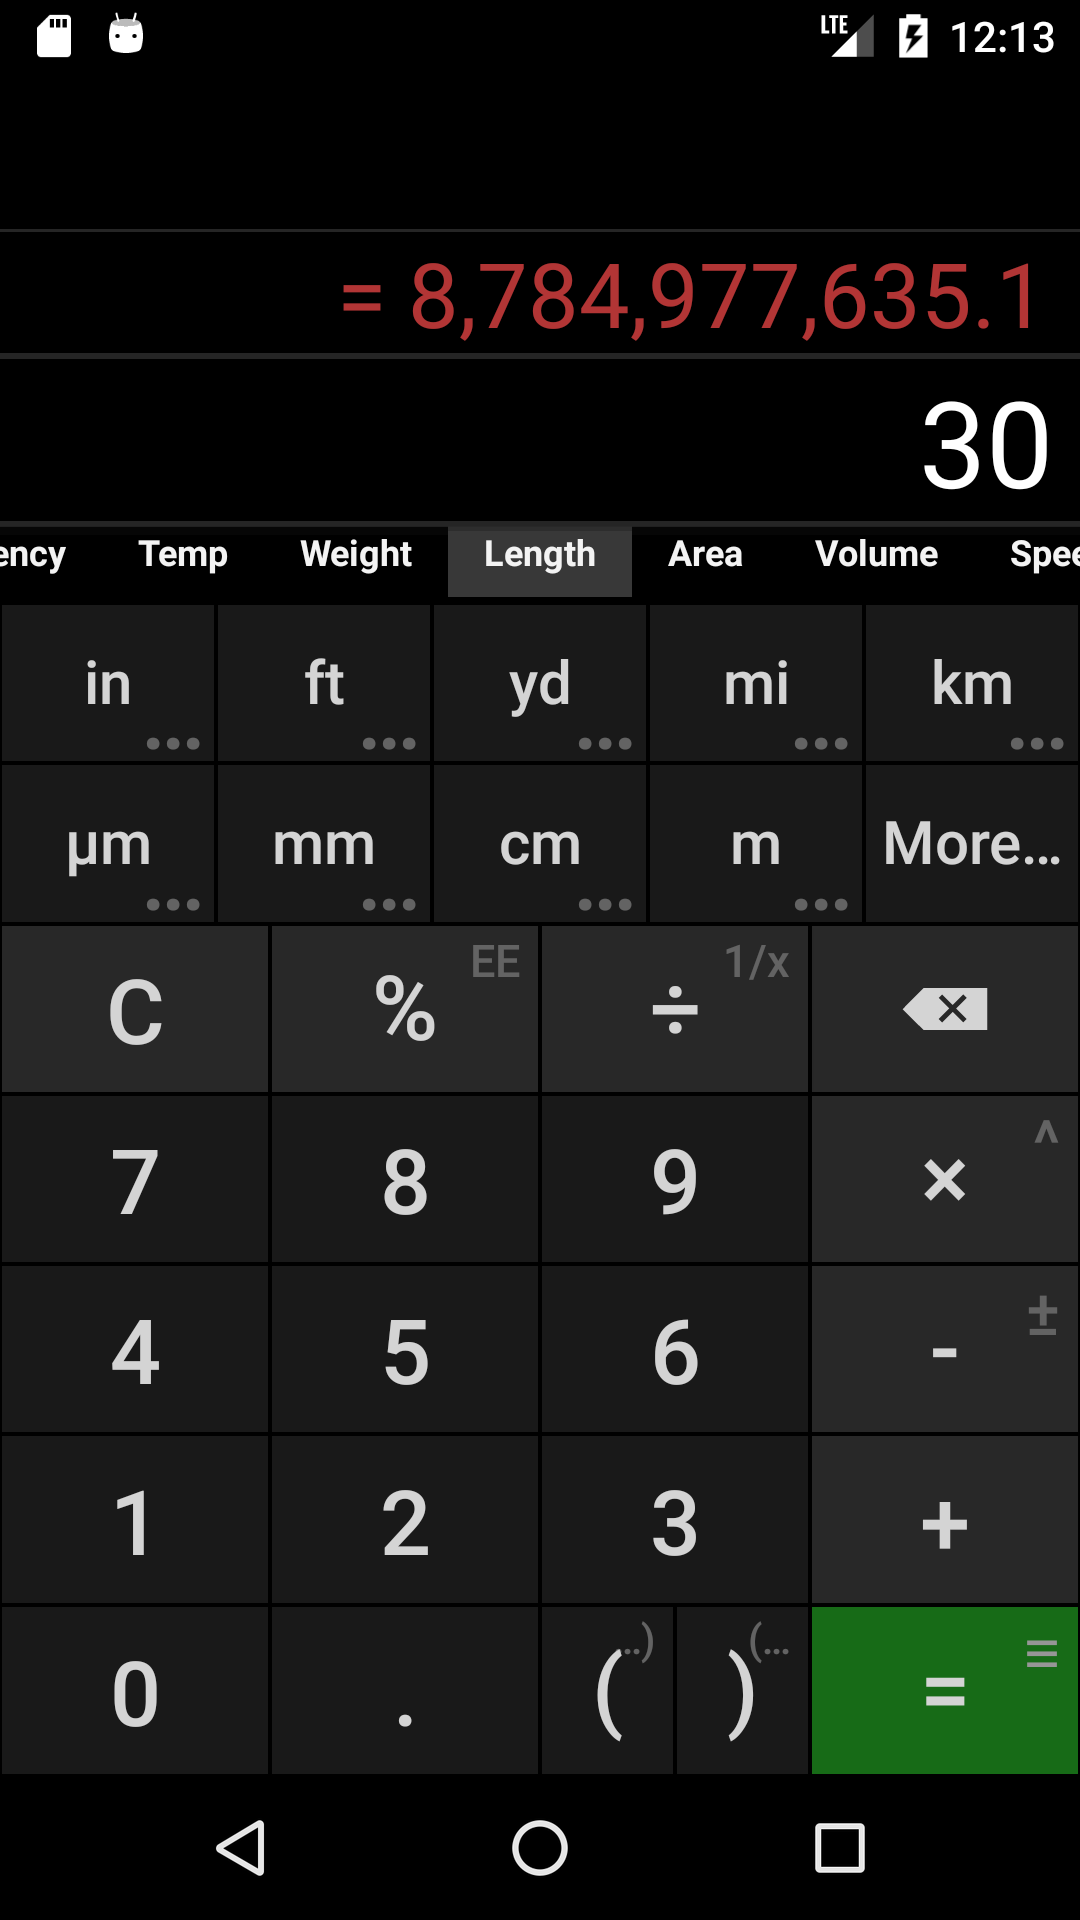 LTE 12:13
= 8,784,977,635.1
30
ency Temp Weight Length Area Volume Spee
in ft yd mi km
µm mm cm m More...
C % EE ÷ 1/x
7 8 9 × ^
4 5 6 - ±
1 2 3 +
0 . ( ..) ) (... =